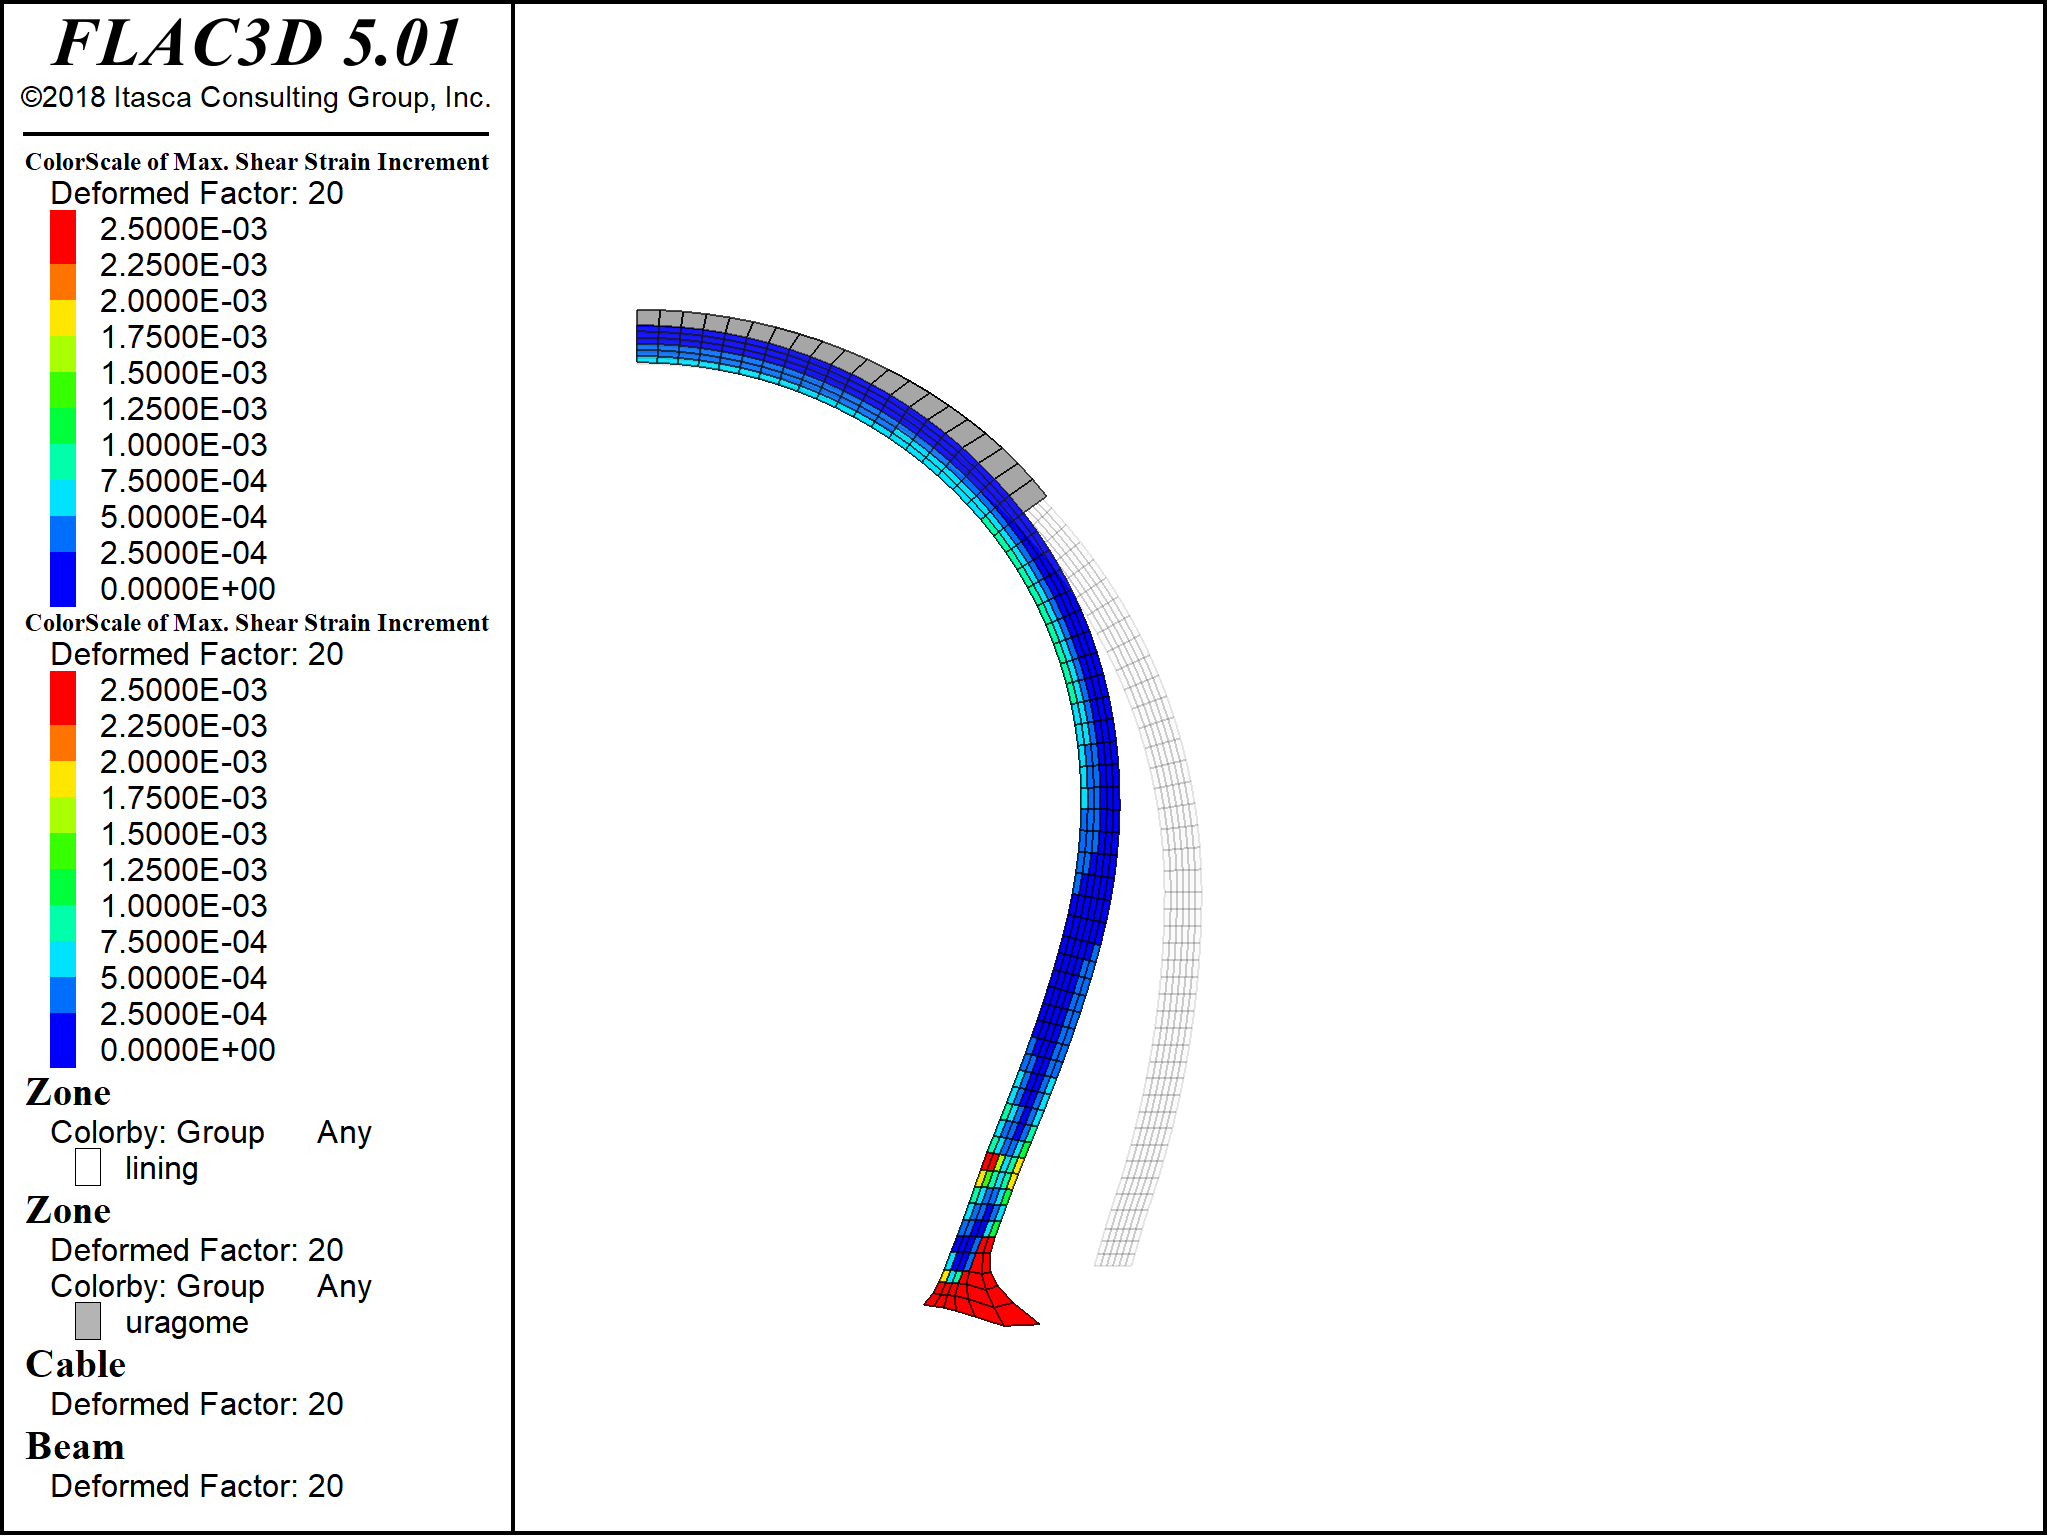 FLAC3D 5.01
©2018 Itasca Consulting Group, Inc.
ColorScale of Max. Shear Strain Increment
Deformed Factor: 20
2.5000E-03
2.2500E-03
2.0000E-03
1.7500E-03
1.5000E-03
1.2500E-03
1.0000E-03
7.5000E-04
5.0000E-04
2.5000E-04
0.0000E+00
ColorScale of Max. Shear Strain Increment
Deformed Factor: 20
2.5000E-03
2.2500E-03
2.0000E-03
1.7500E-03
1.5000E-03
1.2500E-03
1.0000E-03
7.5000E-04
5.0000E-04
2.5000E-04
0.0000E+00
Zone
Colorby: Group Any
lining
Zone
Deformed Factor: 20
Colorby: Group Any
uragome
Cable
Deformed Factor: 20
Beam
Deformed Factor: 20